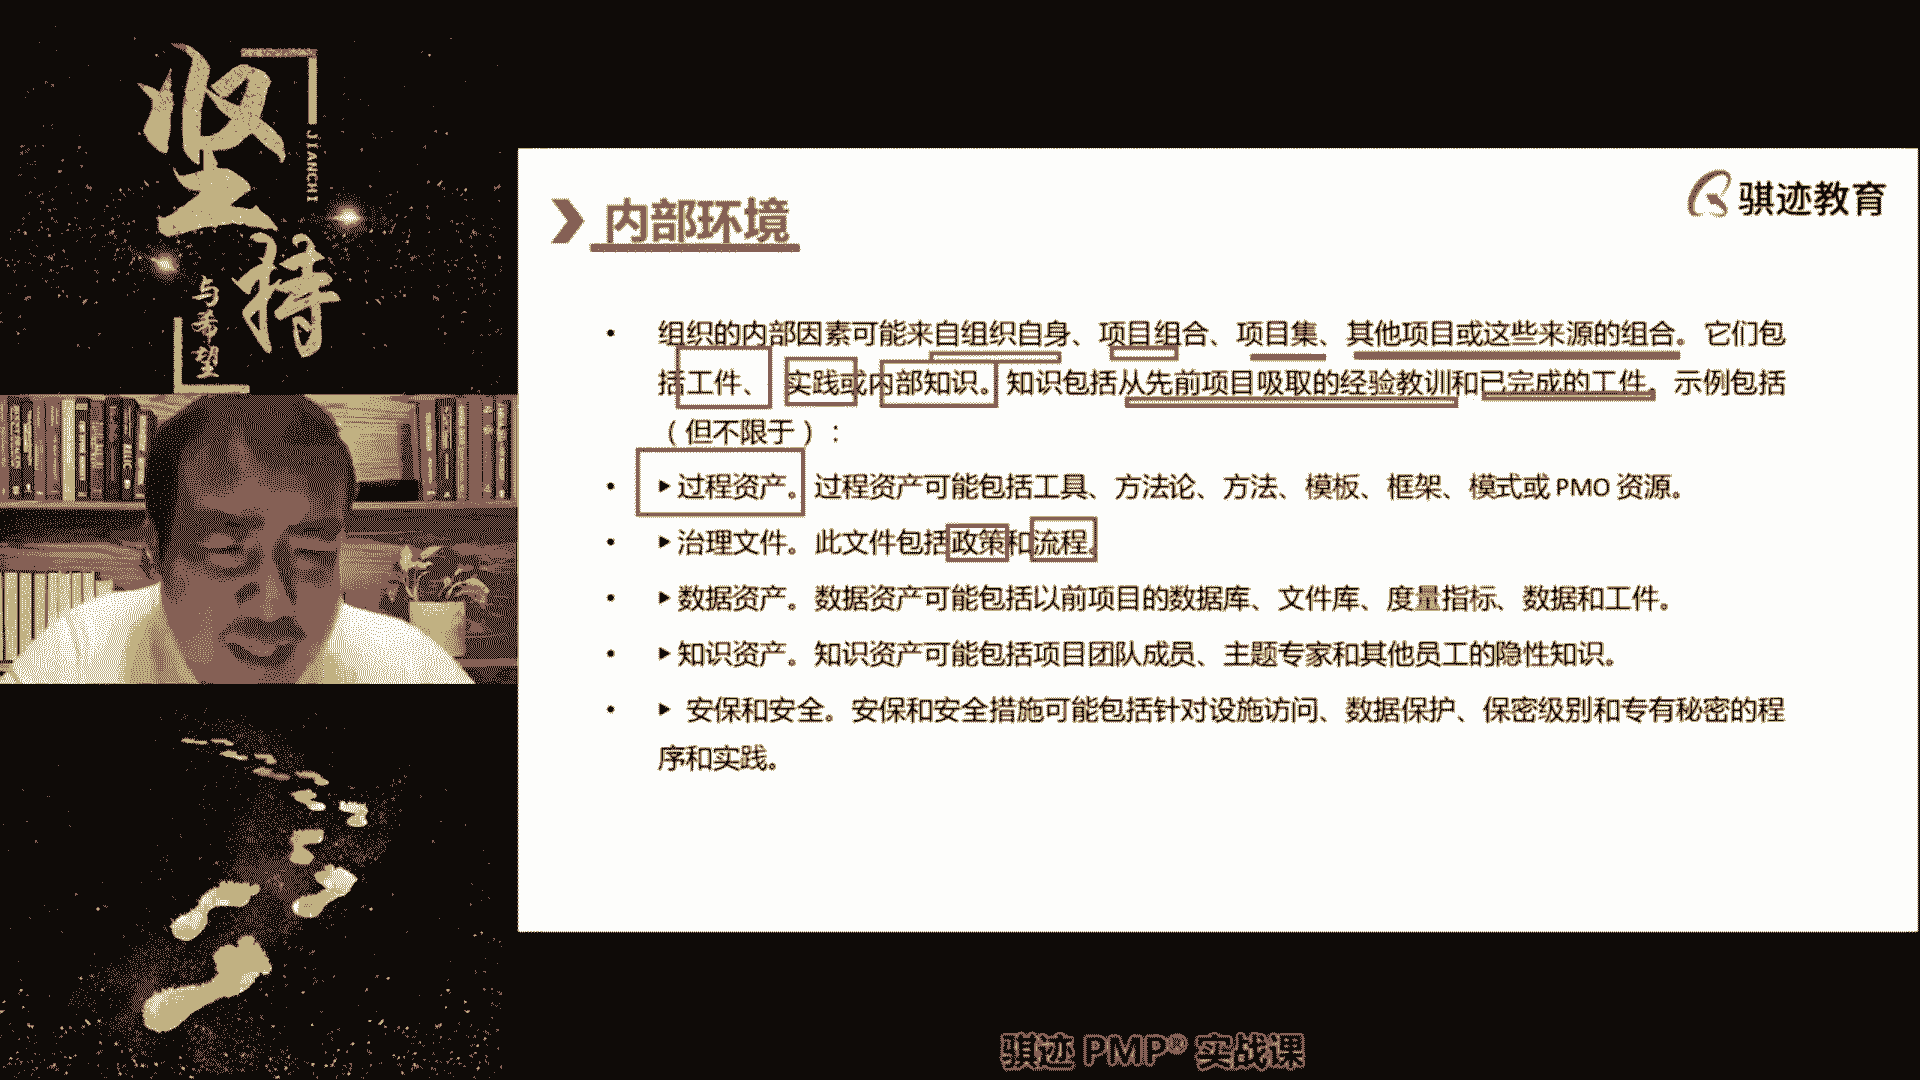 坚持
JIANCHI
与希望
骐迹教育
内部环境
• 组织的内部因素可能来自组织自身、项目组合、项目集、其他项目或这些来源的组合。它们包
括工件、 实践或内部知识。知识包括从先前项目吸取的经验教训和已完成的工件。示例包括
（但不限于）：
• ▸过程资产。过程资产可能包括工具、方法论、方法、模板、框架、模式或 PMO 资源。
• ▸治理文件。此文件包括政策和流程。
• ▸数据资产。数据资产可能包括以前项目的数据库、文件库、度量指标、数据和工件。
• ▸知识资产。知识资产可能包括项目团队成员、主题专家和其他员工的隐性知识。
• ▸ 安保和安全。安保和安全措施可能包括针对设施访问、数据保护、保密级别和专有秘密的程
序和实践。
骐迹 PMP® 实战课